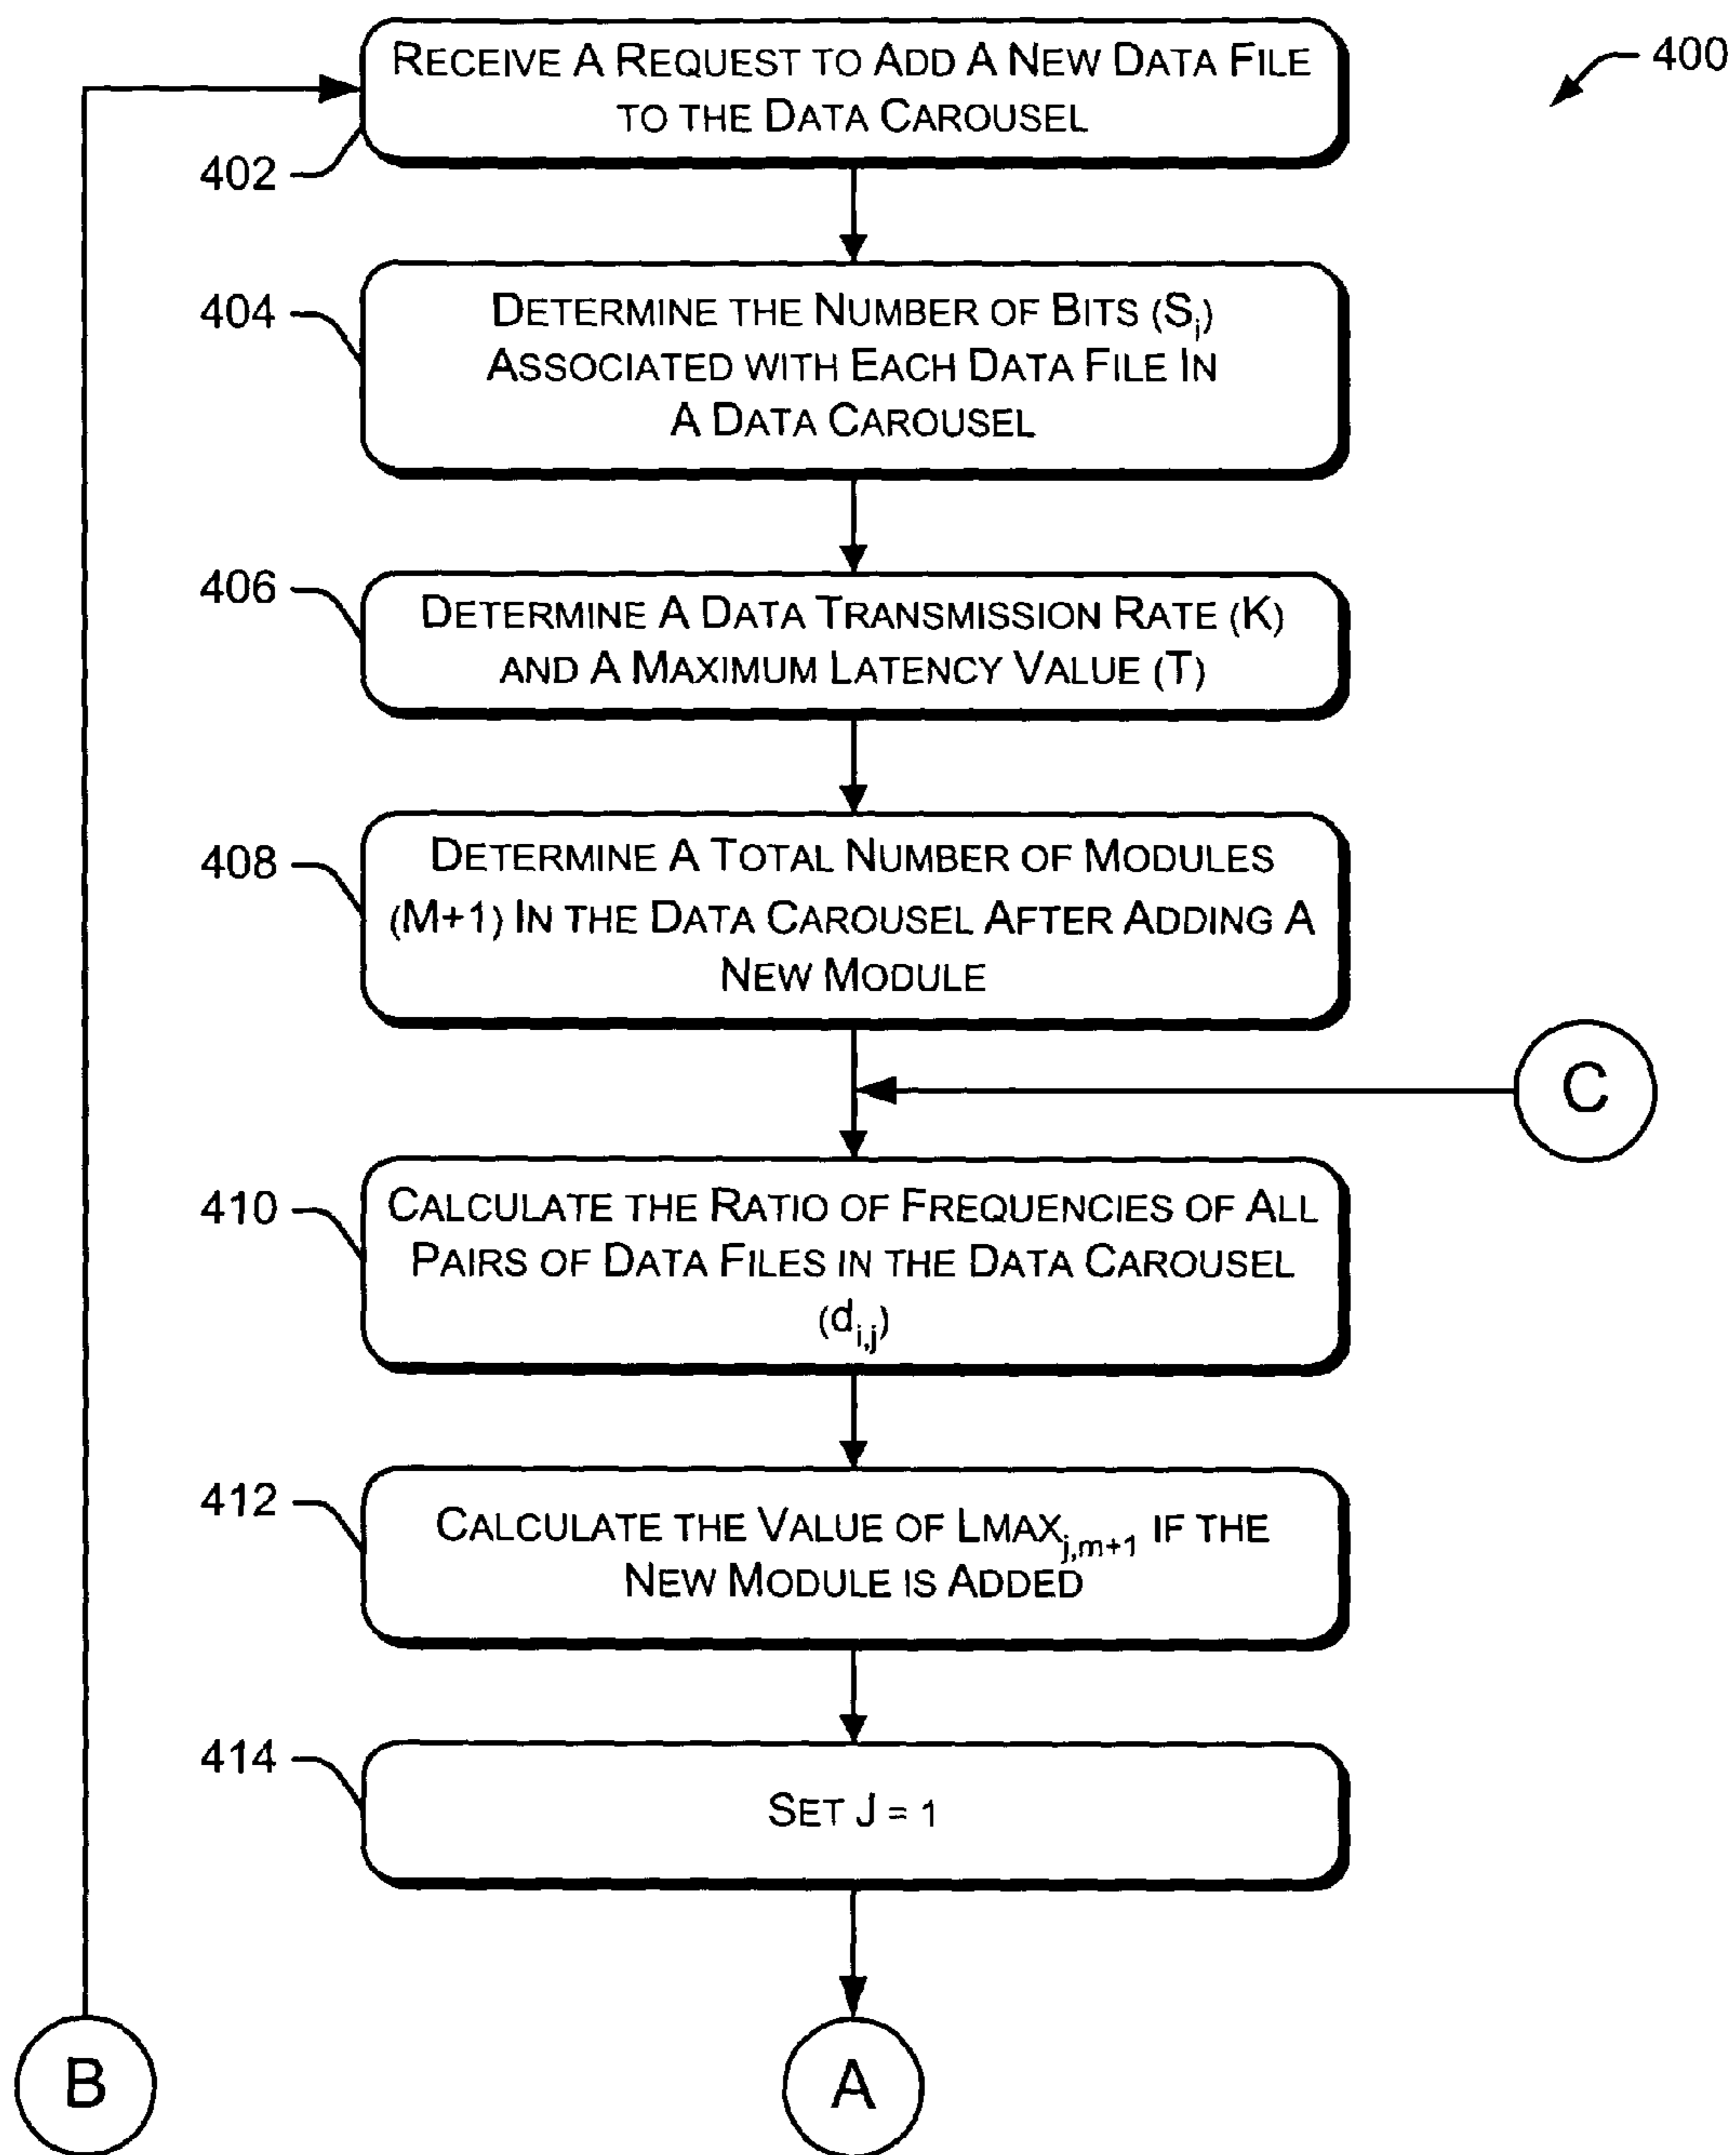 RECEIVE A REQUEST TO ADD A NEW DATA FILE
TO THE DATA CAROUSEL
400
402
404
DETERMINE THE NUMBER OF BITS (Si)
ASSOCIATED WITH EACH DATA FILE IN
A DATA CAROUSEL
406
DETERMINE A DATA TRANSMISSION RATE (K)
AND A MAXIMUM LATENCY VALUE (T)
408
DETERMINE A TOTAL NUMBER OF MODULES
(M+1) IN THE DATA CAROUSEL AFTER ADDING A
NEW MODULE
C
410
CALCULATE THE RATIO OF FREQUENCIES OF ALL
PAIRS OF DATA FILES IN THE DATA CAROUSEL
(di,j)
412
CALCULATE THE VALUE OF LMAXj,m+1 IF THE
NEW MODULE IS ADDED
414
SET J = 1
B
A